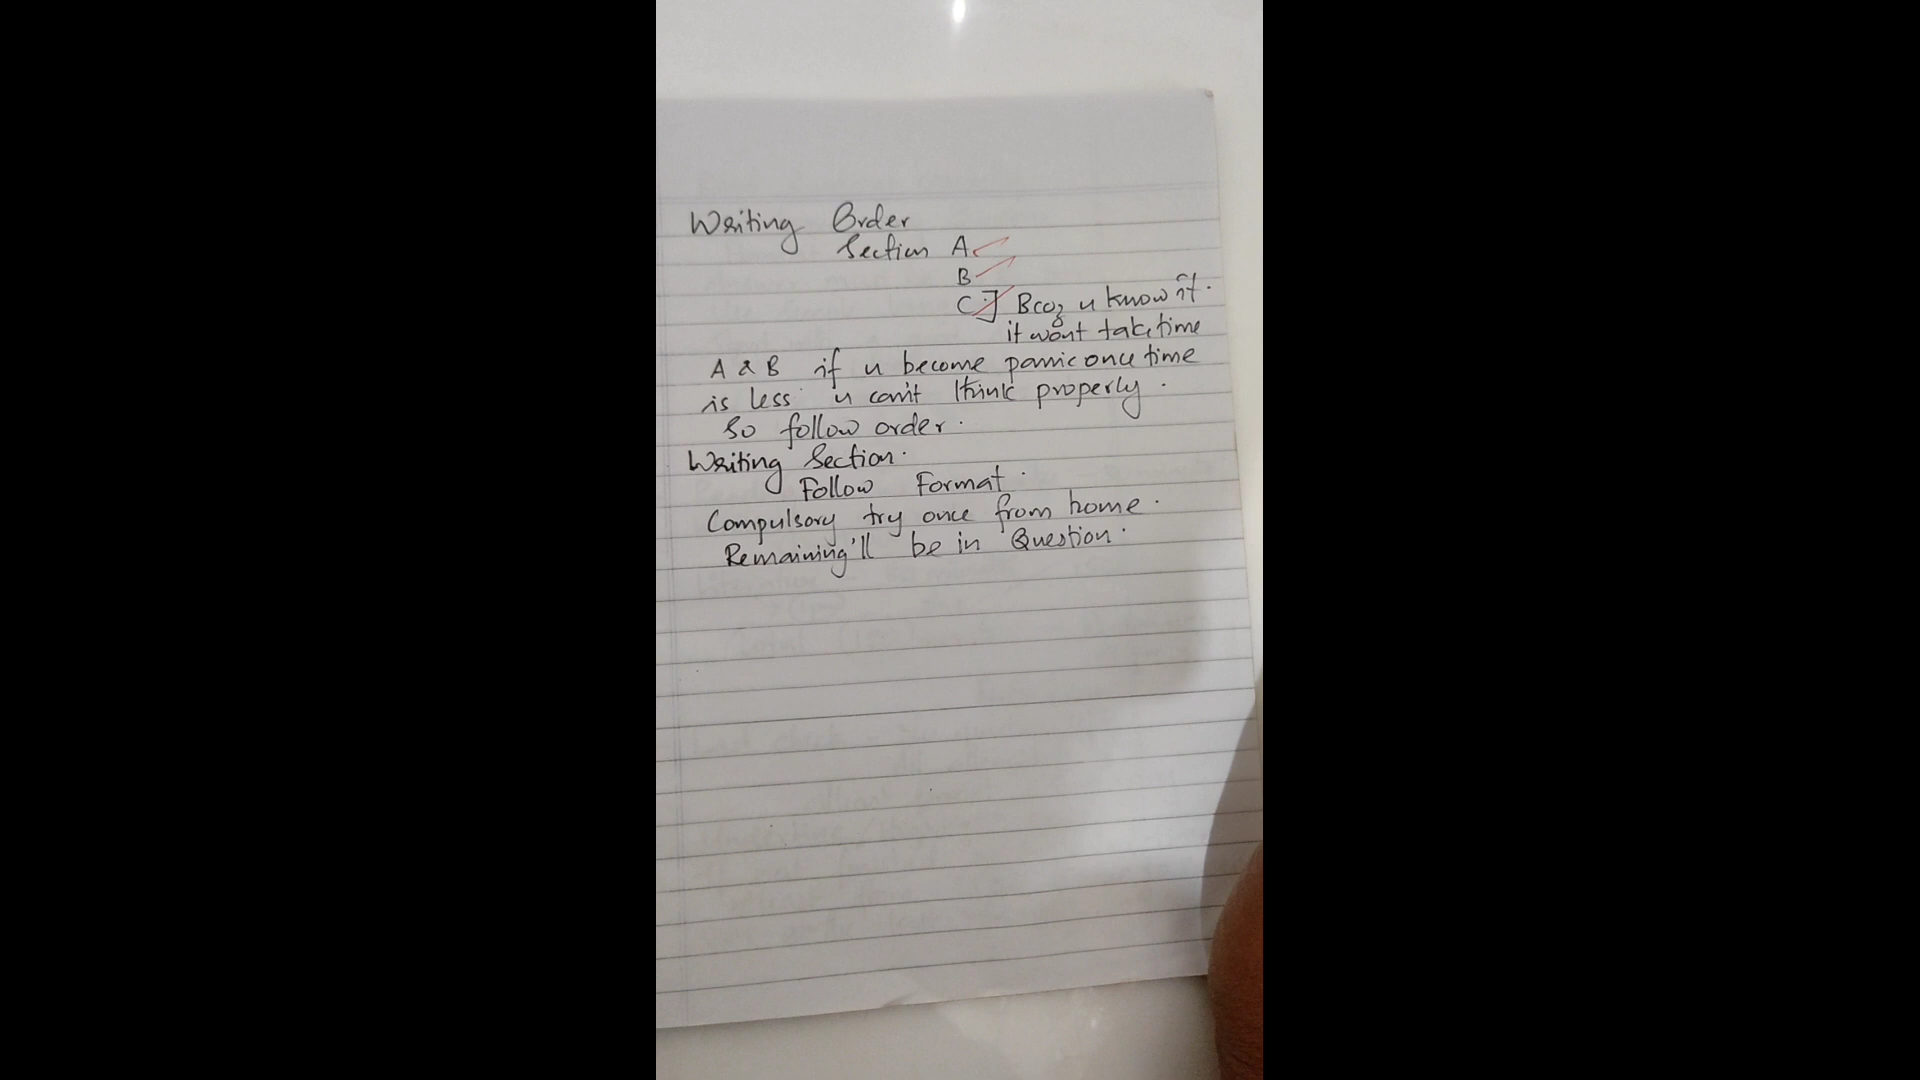 Writing Order
Section A
B
C] Bcoz u know it.
it wont take time
A & B if u become panic once time
is less u can't think properly.
So follow order.
Writing Section.
Follow Format.
Compulsory try once from home.
Remaining'll be in Question.